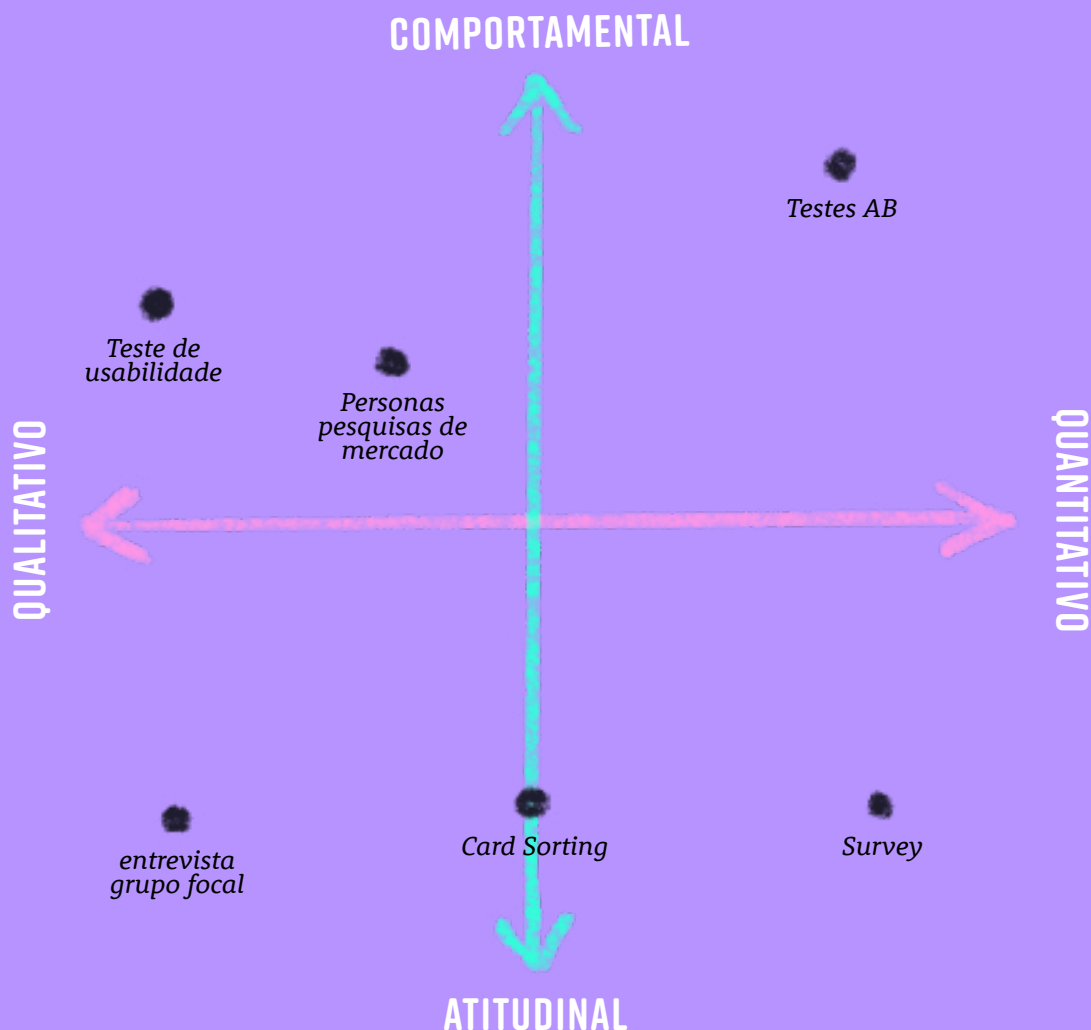 COMPORTAMENTAL
Testes AB
Teste de
usabilidade
Personas
pesquisas de
mercado
QUALITATIVO
QUANTITATIVO
entrevista
grupo focal
Card Sorting
Survey
ATITUDINAL